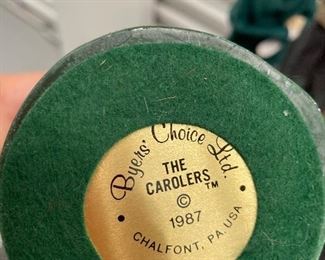 Byers' Choice Ltd.
THE
CAROLERS™
©
1987
CHALFONT, PA. USA